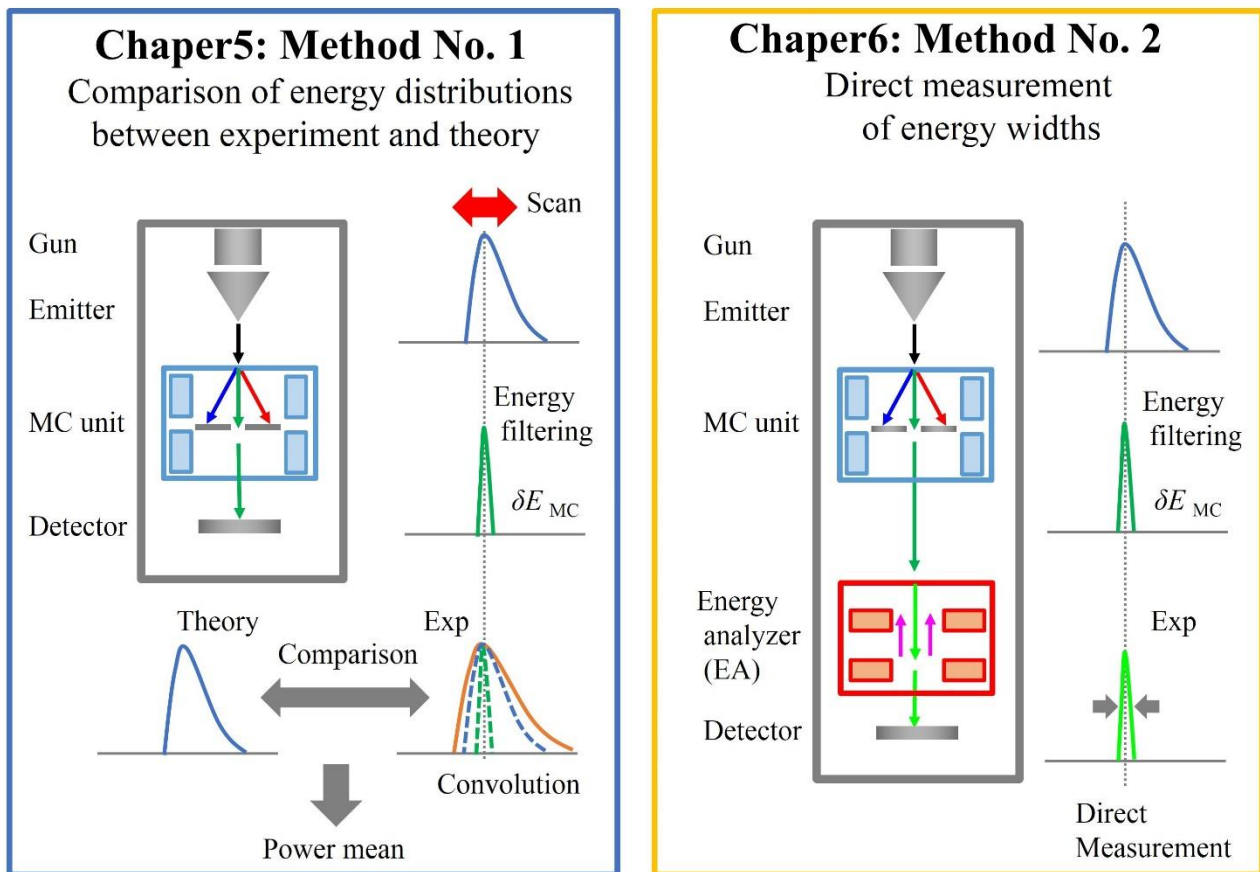 Chaper5: Method No. 1
Comparison of energy distributions
between experiment and theory
Scan
Gun
Emitter
Energy
filtering
MC unit
δE MC
Detector
Theory
Exp
Comparison
Convolution
Power mean
Chaper6: Method No. 2
Direct measurement
of energy widths
Gun
Emitter
Energy
filtering
MC unit
δE MC
Energy
analyzer
(EA)
Exp
Detector
Direct
Measurement